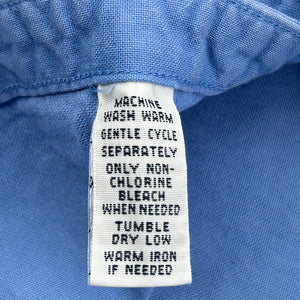 MACHINE
WASH WARM
GENTLE CYCLE
SEPARATELY
ONLY NON-
CHLORINE
BLEACH
WHEN NEEDED
TUMBLE
DRY LOW
WARM IRON
IF NEEDED